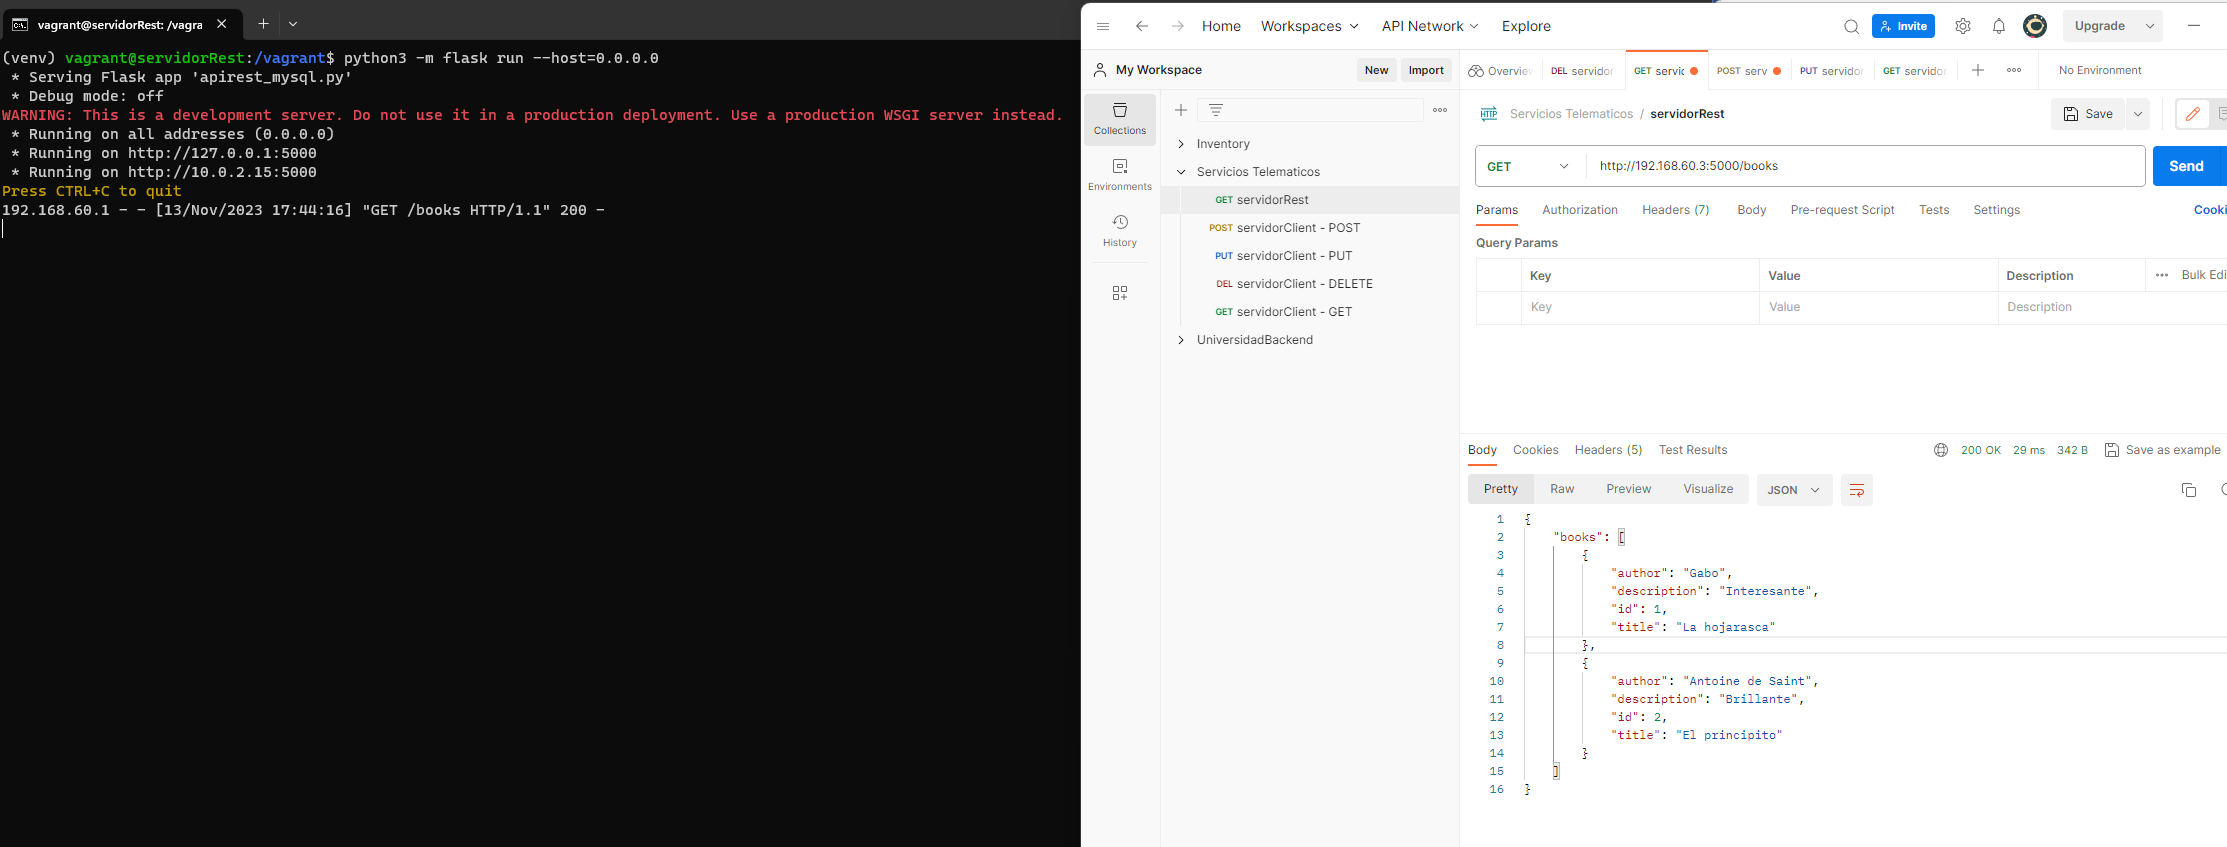 vagrant@servidorRest: /vagra
(venv) vagrant@servidorRest:/vagrant$ python3 -m flask run --host=0.0.0.0
 * Serving Flask app 'apirest_mysql.py'
 * Debug mode: off
WARNING: This is a development server. Do not use it in a production deployment. Use a production WSGI server instead.
 * Running on all addresses (0.0.0.0)
 * Running on http://127.0.0.1:5000
 * Running on http://10.0.2.15:5000
Press CTRL+C to quit
192.168.60.1 - - [13/Nov/2023 17:44:16] "GET /books HTTP/1.1" 200 -
Home Workspaces API Network Explore Invite Upgrade
My Workspace New Import
Overview DEL servidor GET servic POST serv PUT servidor GET servidor No Environment
Collections
Environments
History
Inventory
Servicios Telematicos
GET servidorRest
POST servidorClient - POST
PUT servidorClient - PUT
DEL servidorClient - DELETE
GET servidorClient - GET
UniversidadBackend
HTTP Servicios Telematicos / servidorRest Save
GET http://192.168.60.3:5000/books Send
Params Authorization Headers (7) Body Pre-request Script Tests Settings Cooki
Query Params
Key Value Description Bulk Edi
Key Value Description
Body Cookies Headers (5) Test Results 200 OK 29 ms 342 B Save as example
Pretty Raw Preview Visualize JSON
1 {
2 "books": [
3 {
4 "author": "Gabo",
5 "description": "Interesante",
6 "id": 1,
7 "title": "La hojarasca"
8 },
9 {
10 "author": "Antoine de Saint",
11 "description": "Brillante",
12 "id": 2,
13 "title": "El principito"
14 }
15 ]
16 }